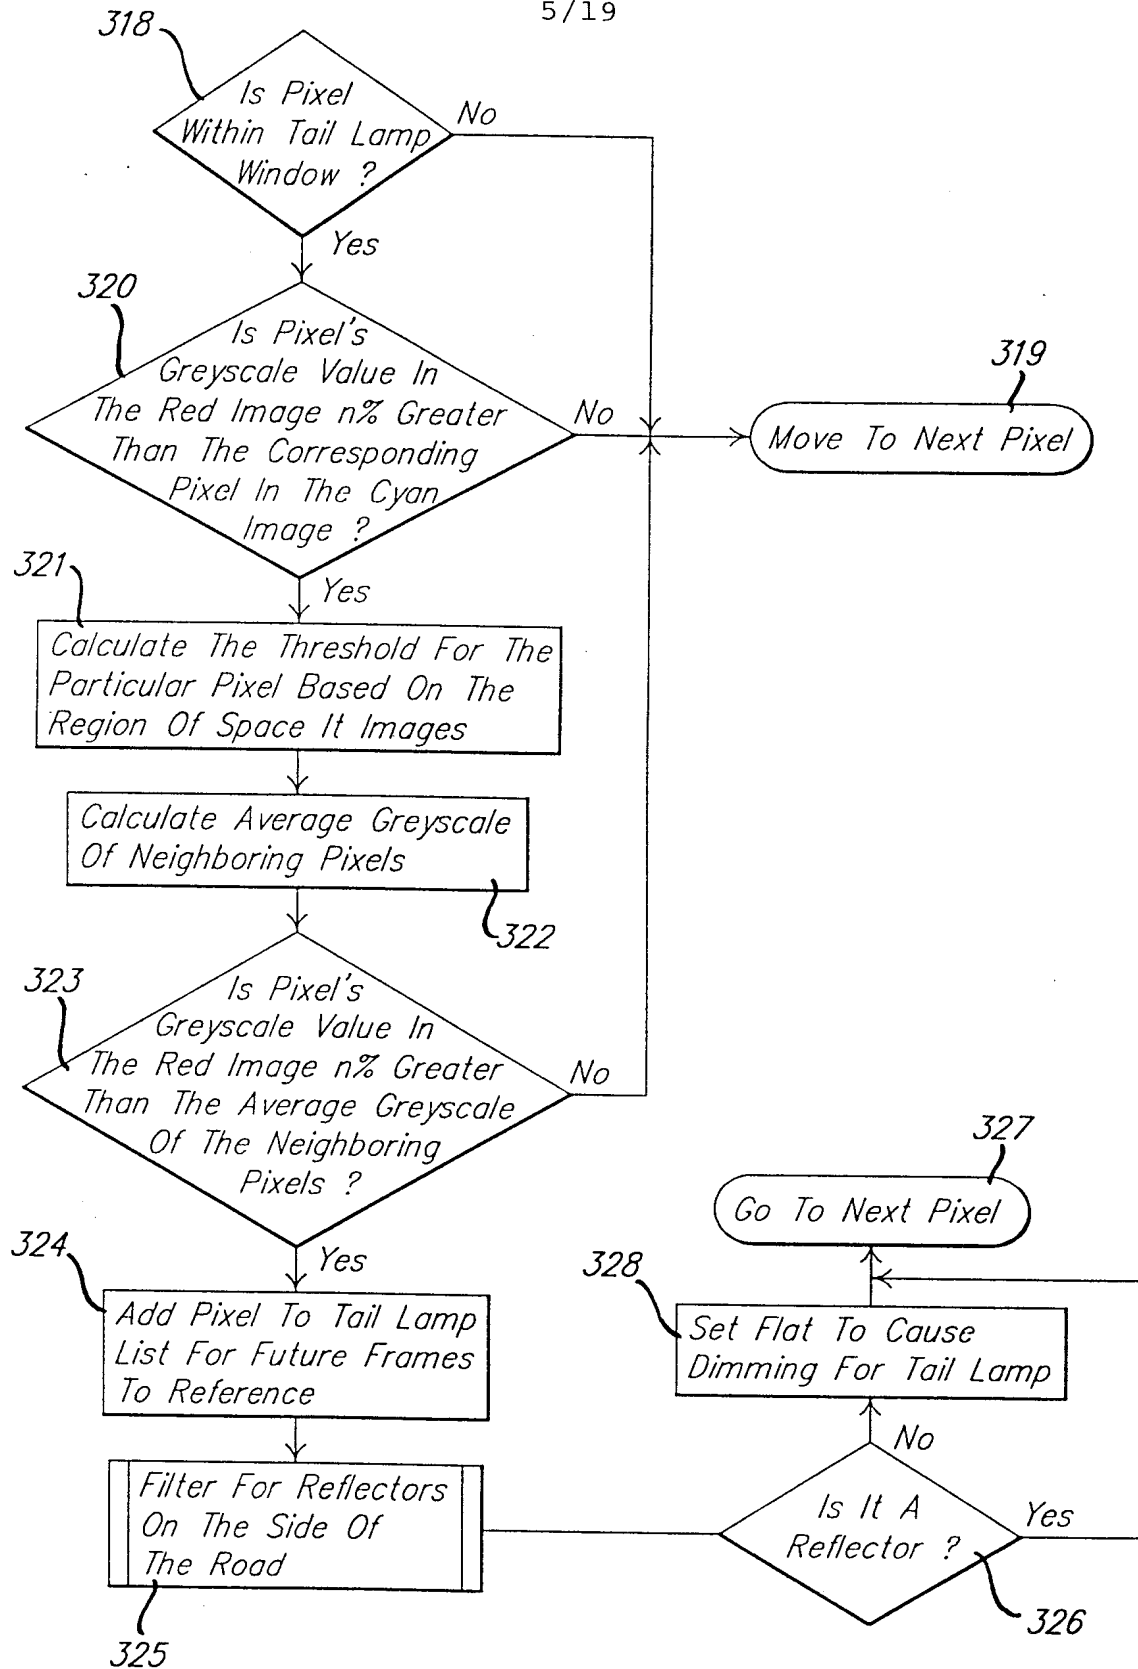 5/19
318
Is Pixel
Within Tail Lamp
Window ?
No
Yes
320
Is Pixel's
Greyscale Value In
The Red Image n% Greater
Than The Corresponding
Pixel In The Cyan
Image ?
No
319
Move To Next Pixel
Yes
321
Calculate The Threshold For The
Particular Pixel Based On The
Region Of Space It Images
Calculate Average Greyscale
Of Neighboring Pixels
322
323
Is Pixel's
Greyscale Value In
The Red Image n% Greater
Than The Average Greyscale
Of The Neighboring
Pixels ?
No
Yes
324
Add Pixel To Tail Lamp
List For Future Frames
To Reference
Filter For Reflectors
On The Side Of
The Road
325
327
Go To Next Pixel
328
Set Flat To Cause
Dimming For Tail Lamp
No
Is It A
Reflector ?
Yes
326